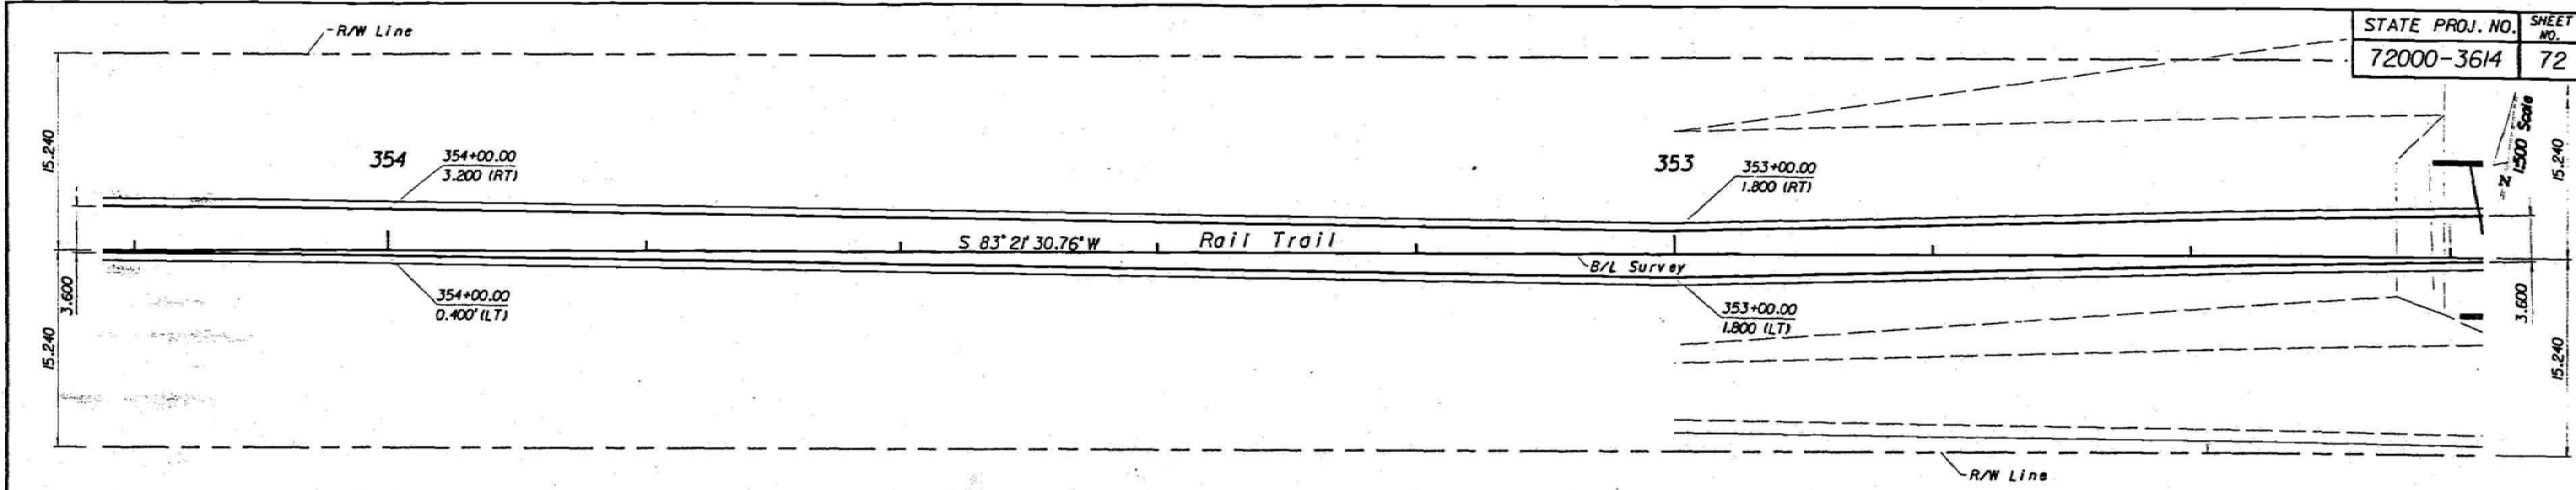 -R/W Line
STATE PROJ. NO.
SHEET NO.
72000-3614
72
15.240
15.240
3.600
354
354+00.00
3.200 (RT)
354+00.00
0.400' (LT)
S 83° 21' 30.76" W
Rail Trail
B/L Survey
353
353+00.00
1.800 (RT)
353+00.00
1.800 (LT)
R/W Line
N
1:500 Scale
15.240
3.600
15.240